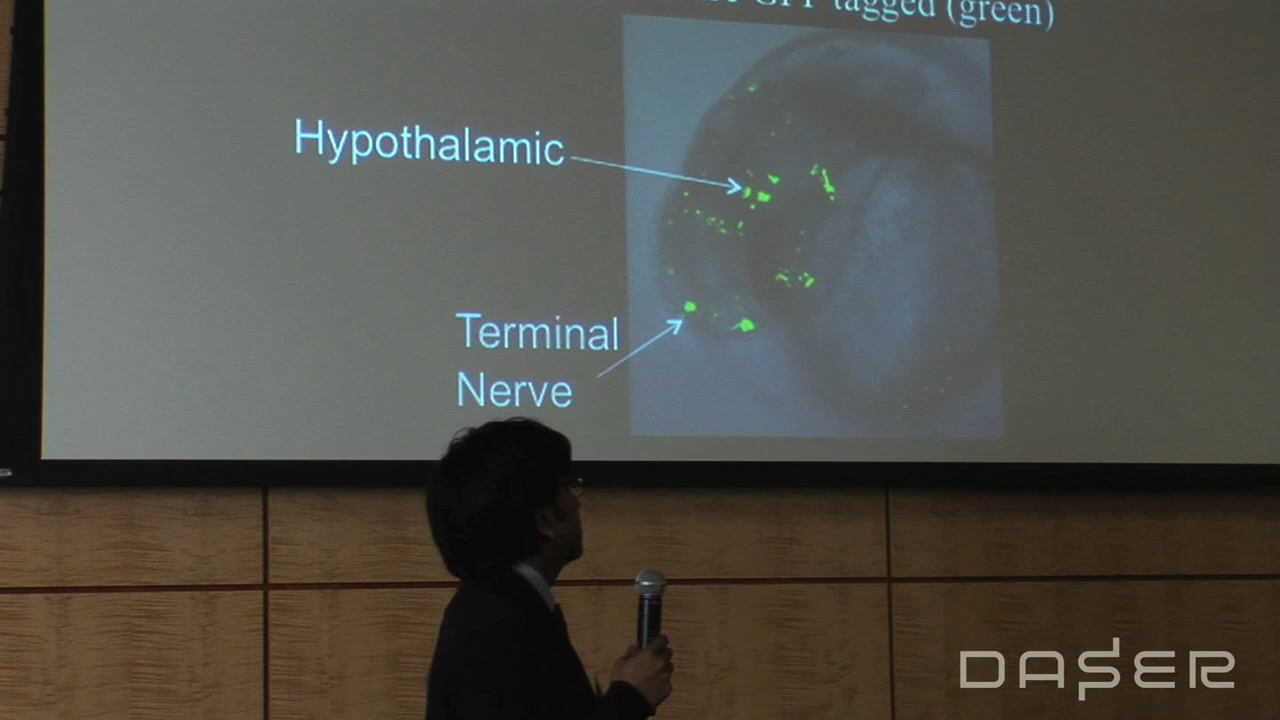 GFP tagged (green)
Hypothalamic
Terminal
Nerve
DASER